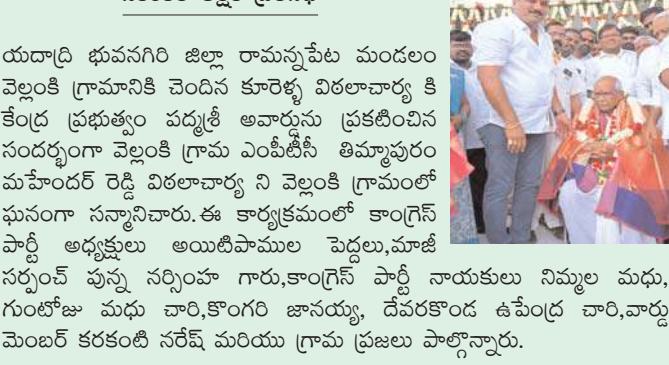 యదాద్రి భువనగిరి జిల్లా రామన్నపేట మండలం
వెల్లంకి గ్రామానికి చెందిన కూరెళ్ళ విఠలాచార్య కి
కేంద్ర ప్రభుత్వం పద్మశ్రీ అవార్డును ప్రకటించిన
సందర్భంగా వెల్లంకి గ్రామ ఎంపీటీసీ తిమ్మాపురం
మహేందర్ రెడ్డి విఠలాచార్య ని వెల్లంకి గ్రామంలో
ఘనంగా సన్మానిచారు.ఈ కార్యక్రమంలో కాంగ్రెస్
పార్టీ అధ్యక్షులు అయిటిపాముల పెద్దలు,మాజీ
సర్పంచ్ పున్న నర్సింహ గారు,కాంగ్రెస్ పార్టీ నాయకులు నిమ్మల మధు,
గుంటోజు మధు చారి,కొంగరి జానయ్య, దేవరకొండ ఉపేంద్ర చారి,వార్డు
మెంబర్ కరకంటి నరేష్ మరియు గ్రామ ప్రజలు పాల్గొన్నారు.